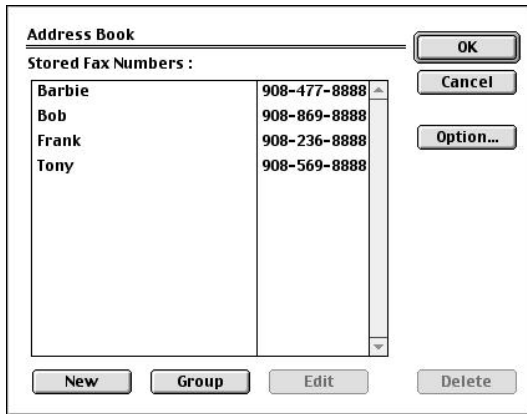 Address Book
OK
Stored Fax Numbers :
Cancel
Barbie 908-477-8888
Bob 908-869-8888
Frank 908-236-8888
Option...
Tony 908-569-8888
New Group Edit Delete